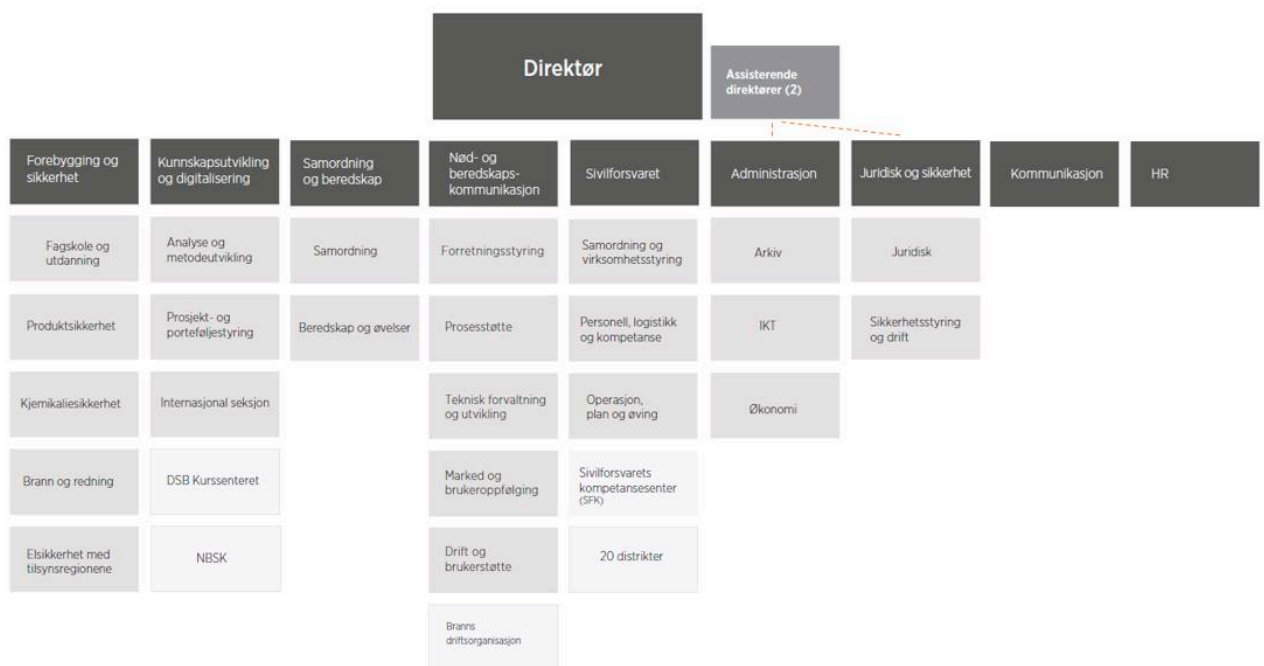 Direktør
Assisterende
direktører (2)
Forebygging og
sikkerhet
Kunnskapsutvikling
og digitalisering
Samordning
og beredskap
Nød- og
beredskaps-
kommunikasjon
Sivilforsvaret
Administrasjon
Juridisk og sikkerhet
Kommunikasjon
HR
Fagskole og
utdanning
Analyse og
metodeutvikling
Samordning
Forretningsstyring
Samordning og
virksomhetsstyring
Arkiv
Juridisk
Produktsikkerhet
Prosjekt- og
porteføljestyring
Beredskap og øvelser
Prosesstøtte
Personell, logistikk
og kompetanse
IKT
Sikkerhetsstyring
og drift
Kjemikaliesikkerhet
Internasjonal seksjon
Teknisk forvaltning
og utvikling
Operasjon,
plan og øving
Økonomi
Brann og redning
DSB Kurssenteret
Marked og
brukeroppfølging
Sivilforsvarets
kompetansesenter
(SFK)
Elsikkerhet med
tilsynsregionene
NBSK
Drift og
brukerstøtte
20 distrikter
Branns
driftsorganisasjon